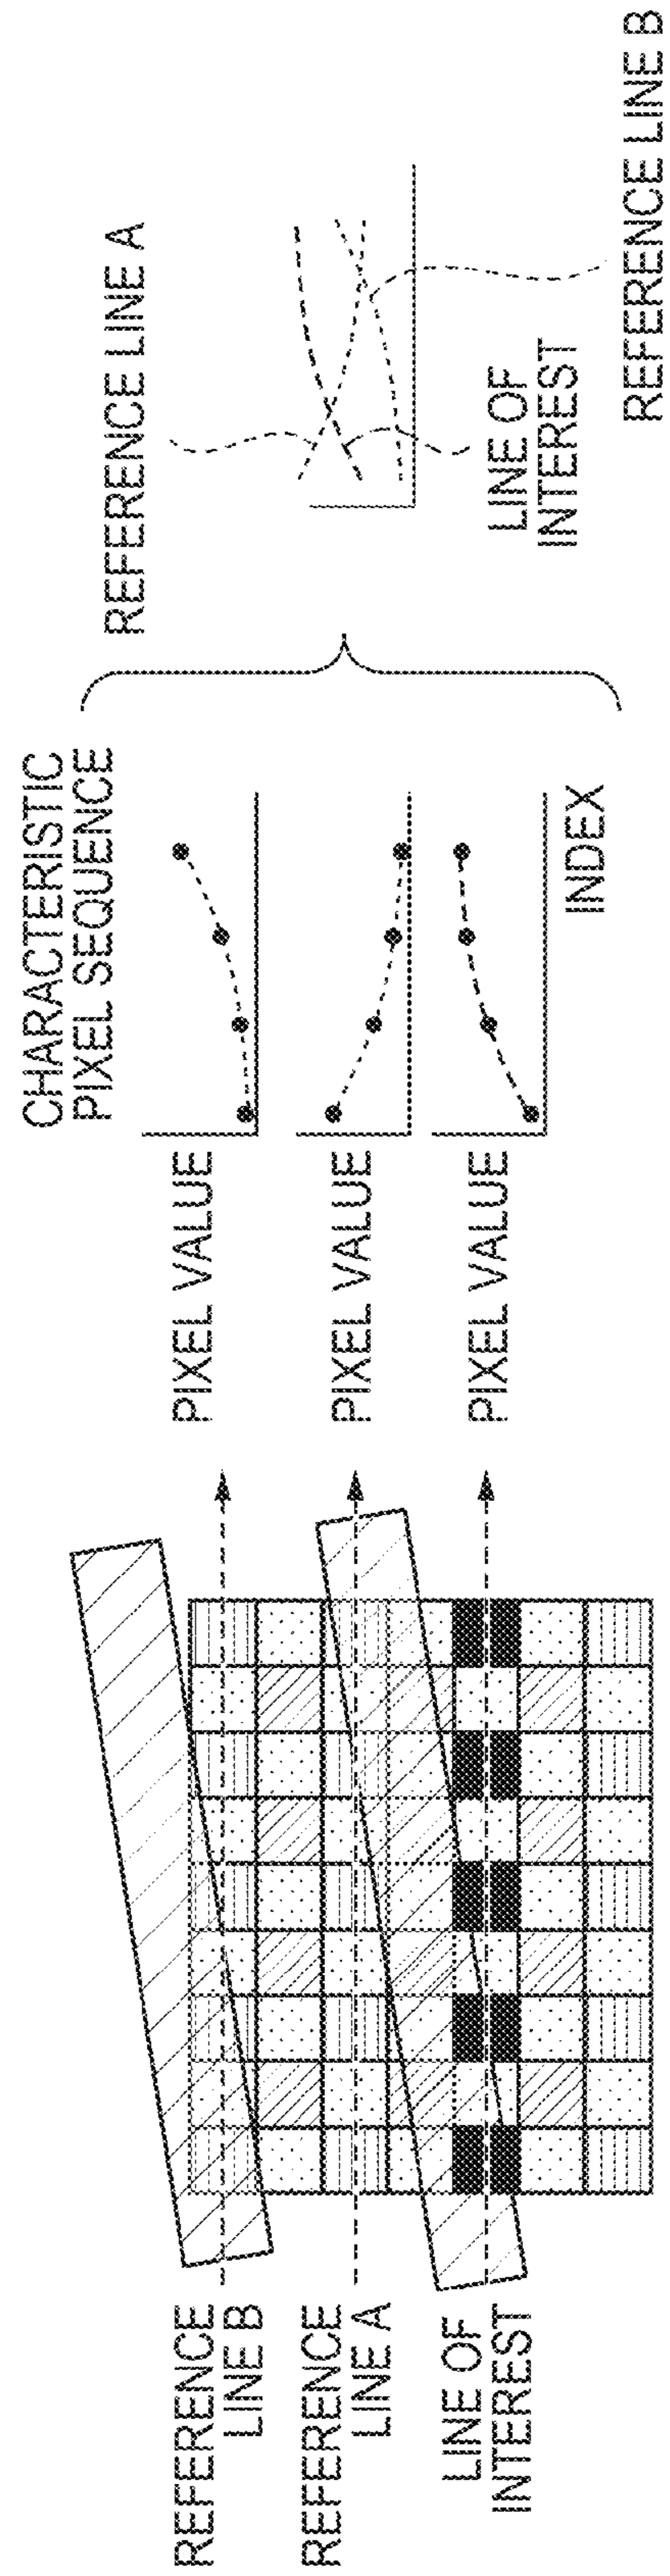 REFERENCE
LINE B
REFERENCE
LINE A
LINE OF
INTEREST
PIXEL VALUE
PIXEL VALUE
PIXEL VALUE
CHARACTERISTIC
PIXEL SEQUENCE
INDEX
REFERENCE LINE A
LINE OF
INTEREST
REFERENCE LINE B